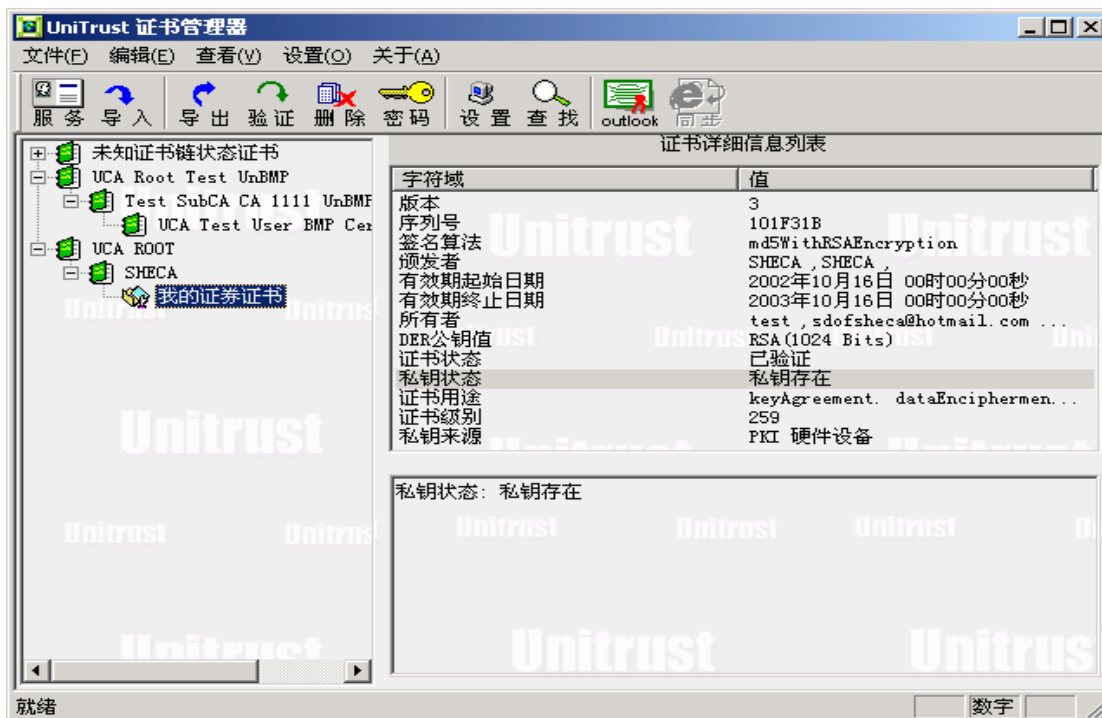 UniTrust 证书管理器
文件(F) 编辑(E) 查看(V) 设置(O) 关于(A)
服务 导入 导出 验证 删除 密码 设置 查找 outlook 同步
未知证书链状态证书
UCA Root Test UnBMP
Test SubCA CA 1111 UnBMP
UCA Test User BMP Cer
UCA ROOT
SHECA
我的证券证书
证书详细信息列表
字符域 值
版本 3
序列号 101F31B
签名算法 md5WithRSAEncryption
颁发者 SHECA ,SHECA ,
有效期起始日期 2002年10月16日 00时00分00秒
有效期终止日期 2003年10月16日 00时00分00秒
所有者 test ,sdofsheca@hotmail.com ...
DER公钥值 RSA(1024 Bits)
证书状态 已验证
私钥状态 私钥存在
证书用途 keyAgreement. dataEnciphermen...
证书级别 259
私钥来源 PKI 硬件设备
私钥状态: 私钥存在
就绪 数字